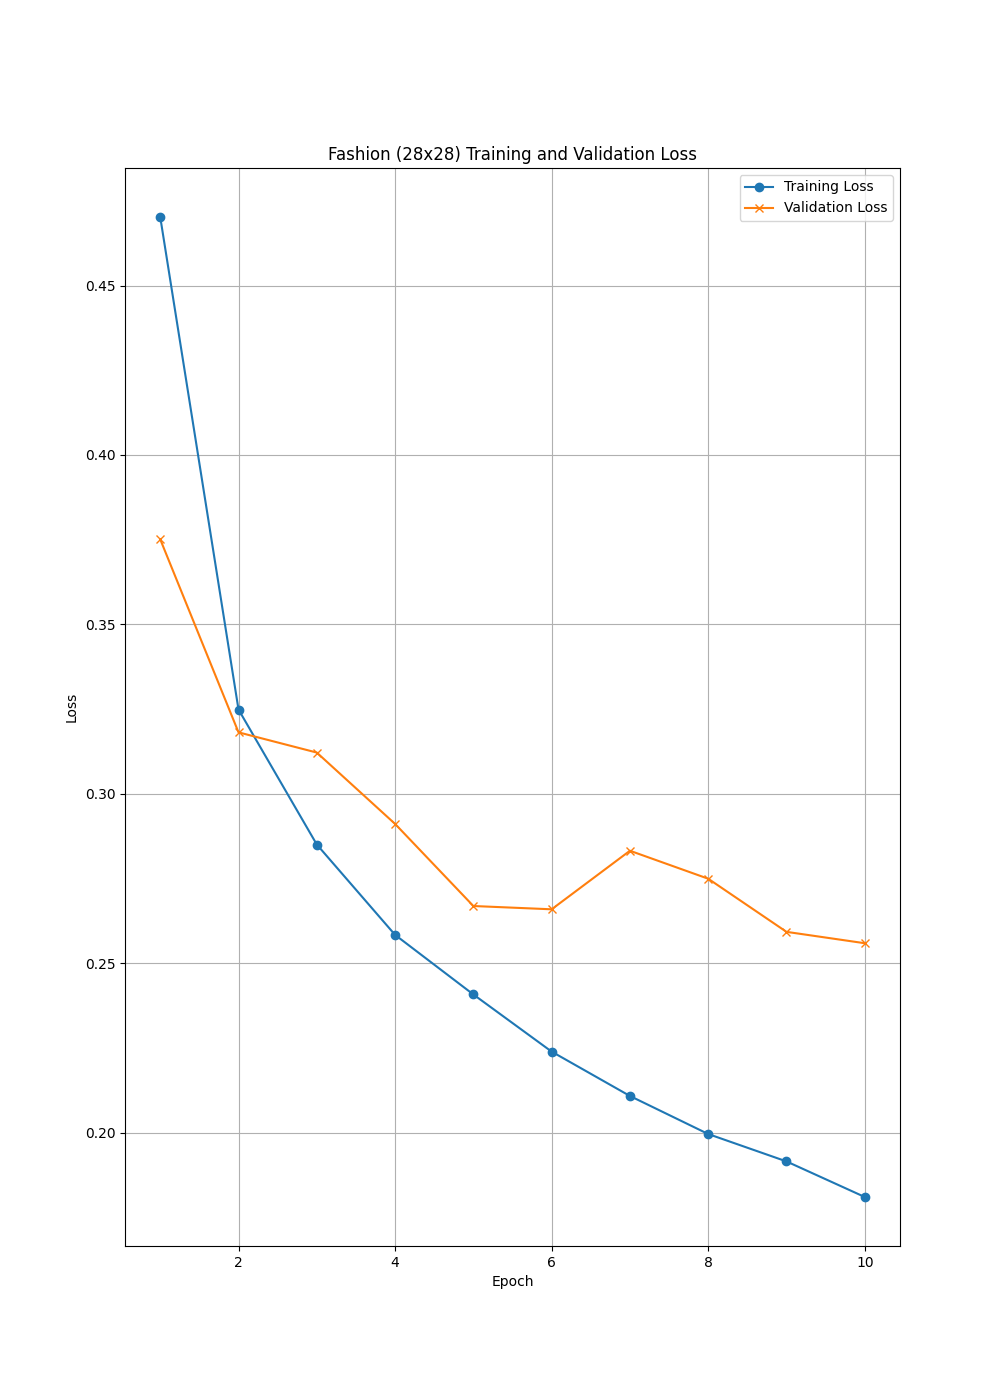 Fashion (28x28) Training and Validation Loss
Training Loss
Validation Loss
0.45
0.40
0.35
0.30
0.25
0.20
Loss
2 4 6 8 10
Epoch